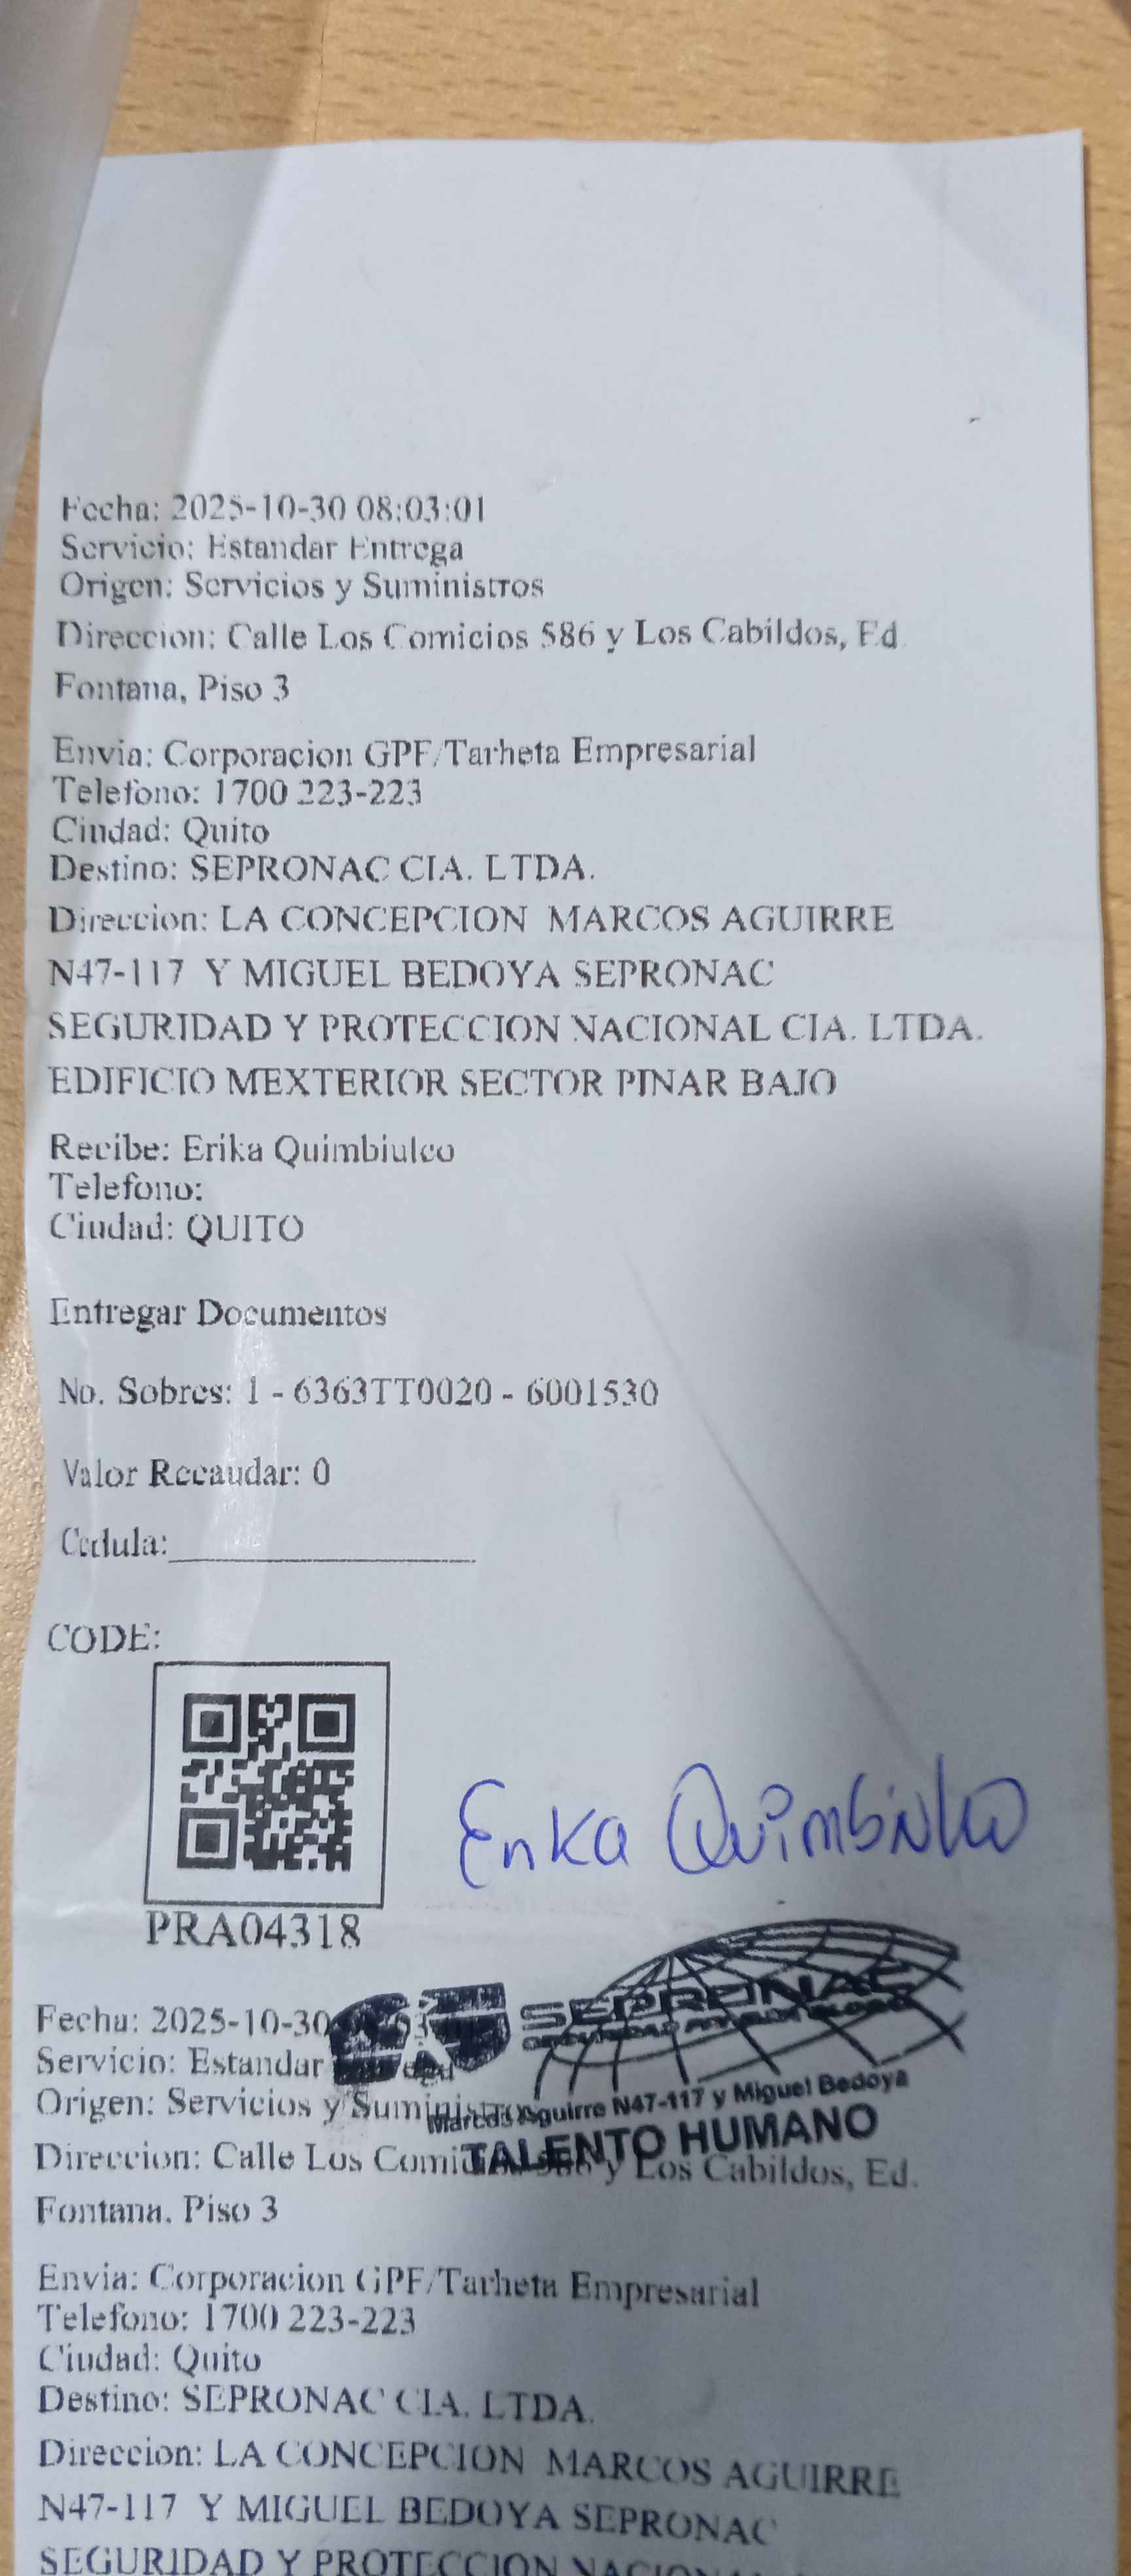 Fecha: 2025-10-30 08:03:01
Servicio: Estandar Entrega
Origen: Servicios y Suministros
Direccion: Calle Los Comicios 586 y Los Cabildos, Ed.
Fontana, Piso 3
Envia: Corporacion GPF/Tarheta Empresarial
Telefono: 1700 223-223
Ciudad: Quito
Destino: SEPRONAC CIA. LTDA.
Direccion: LA CONCEPCION MARCOS AGUIRRE
N47-117 Y MIGUEL BEDOYA SEPRONAC
SEGURIDAD Y PROTECCION NACIONAL CIA. LTDA.
EDIFICIO MEXTERIOR SECTOR PINAR BAJO
Recibe: Erika Quimbiulco
Telefono:
Ciudad: QUITO
Entregar Documentos
No. Sobres: 1 - 6363TT0020 - 6001530
Valor Recaudar: 0
Cedula:
CODE:
Erika Quimbiulco
PRA04318
SEPRONAC
Marcos Aguirre N47-117 y Miguel Bedoya
TALENTO HUMANO
Fecha: 2025-10-30
Servicio: Estandar
Origen: Servicios y Suministros
Direccion: Calle Los Comicios 586 y Los Cabildos, Ed.
Fontana, Piso 3
Envia: Corporacion GPF/Tarheta Empresarial
Telefono: 1700 223-223
Ciudad: Quito
Destino: SEPRONAC CIA. LTDA.
Direccion: LA CONCEPCION MARCOS AGUIRRE
N47-117 Y MIGUEL BEDOYA SEPRONAC
SEGURIDAD Y PROTECCION